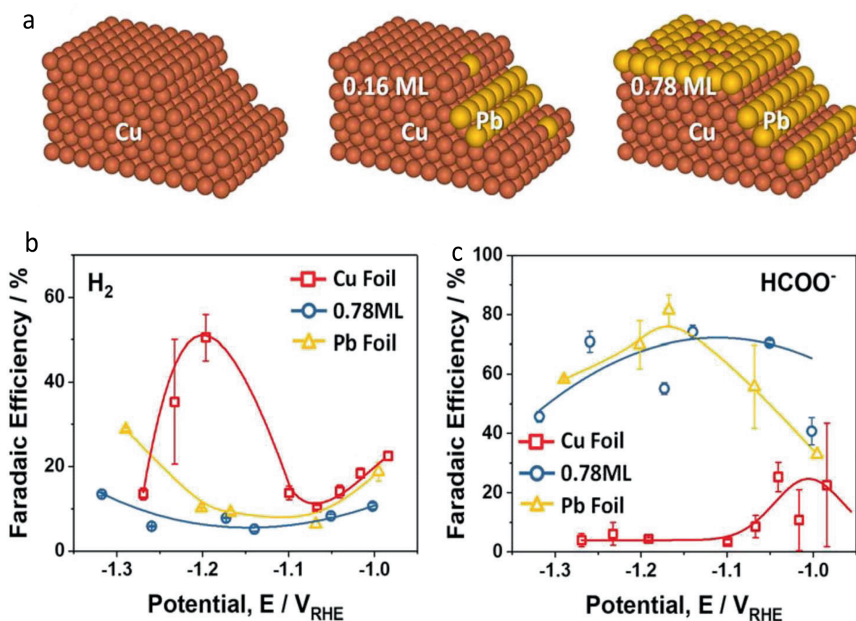 a
Cu
0.16 ML
Cu
Pb
0.78 ML
Cu
Pb
b
H₂
Cu Foil
0.78ML
Pb Foil
Faradaic Efficiency / %
60
40
20
0
-1.3
-1.2
-1.1
-1.0
Potential, E / V_RHE
c
HCOO⁻
Cu Foil
0.78ML
Pb Foil
Faradaic Efficiency / %
100
80
60
40
20
0
-1.3
-1.2
-1.1
-1.0
Potential, E / V_RHE